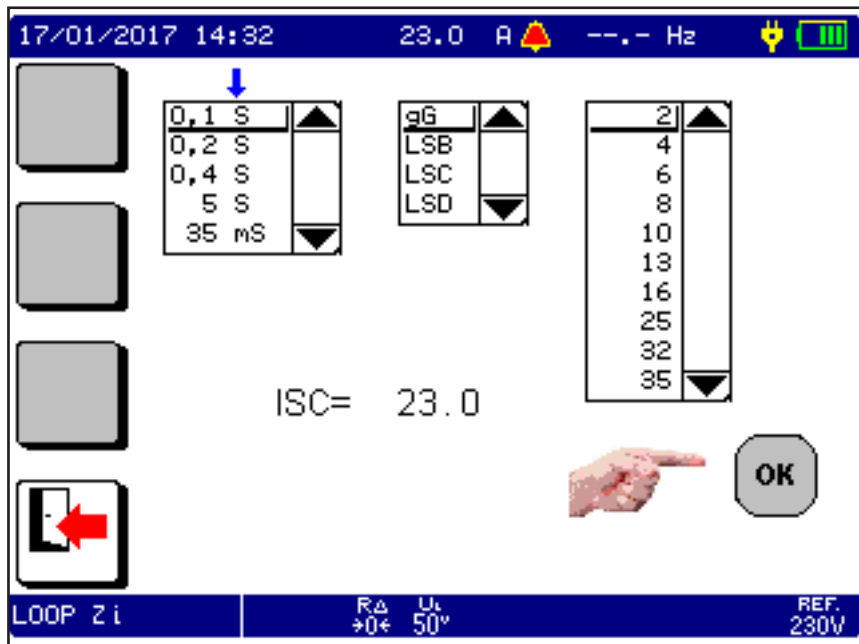 17/01/2017 14:32 23.0 A --.- Hz
0,1 S
0,2 S
0,4 S
5 S
35 mS
gG
LSB
LSC
LSD
2
4
6
8
10
13
16
25
32
35
ISC= 23.0
OK
LOOP Zi
RΔ
→0←
UL
50V
REF.
230V